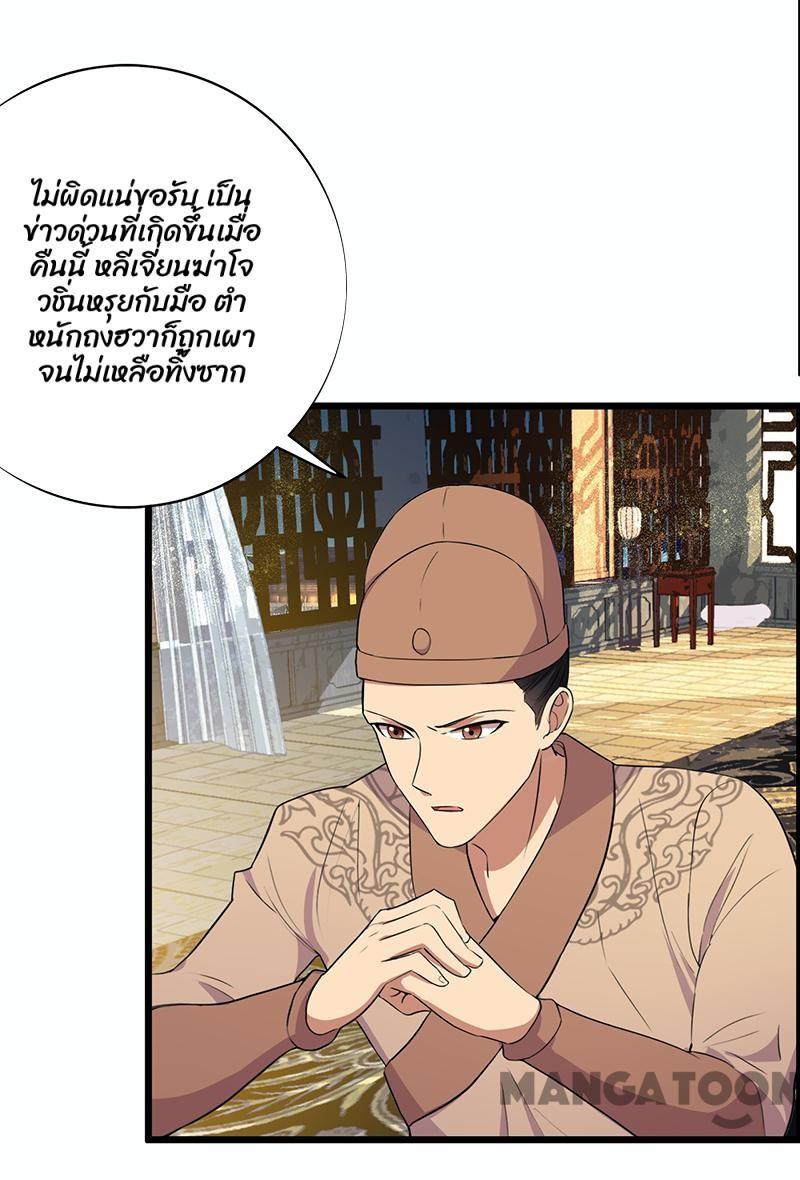 ไม่ผิดแน่ขอรับ เป็น
ข่าวด่วนที่เกิดขึ้นเมื่อ
คืนนี้ หลีเจี่ยนฆ่าโจ
วชิ่นหรุยกับมือ ตำ
หนักถงฮวาก็ถูกเผา
จนไม่เหลือทิ้งซาก
MANGATOON